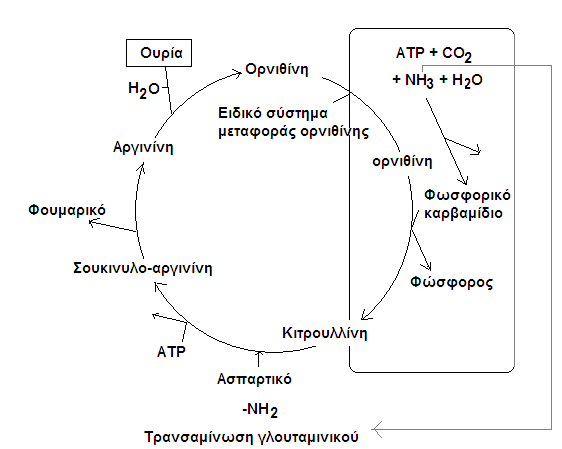 Ουρία
H2O
Ορνιθίνη
ATP + CO2
+ NH3 + H2O
Ειδικό σύστημα
μεταφοράς ορνιθίνης
Αργινίνη
ορνιθίνη
Φωσφορικό
καρβαμίδιο
Φουμαρικό
Σουκινυλο-αργινίνη
Φώσφορος
Κιτρουλλίνη
ATP
Ασπαρτικό
-NH2
Τρανσαμίνωση γλουταμινικού